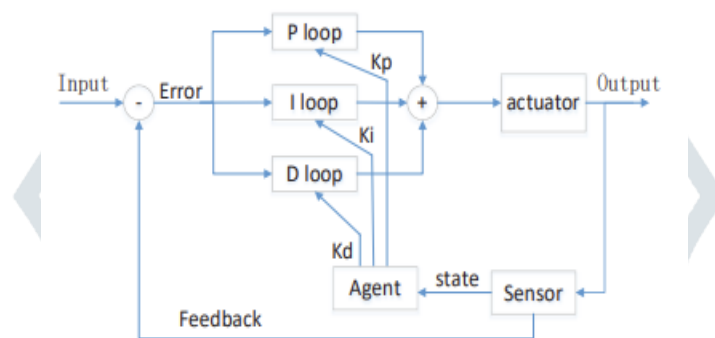 P loop
Kp
Input
Error
-
I loop
+
actuator
Output
Ki
D loop
Kd
Agent
state
Sensor
Feedback